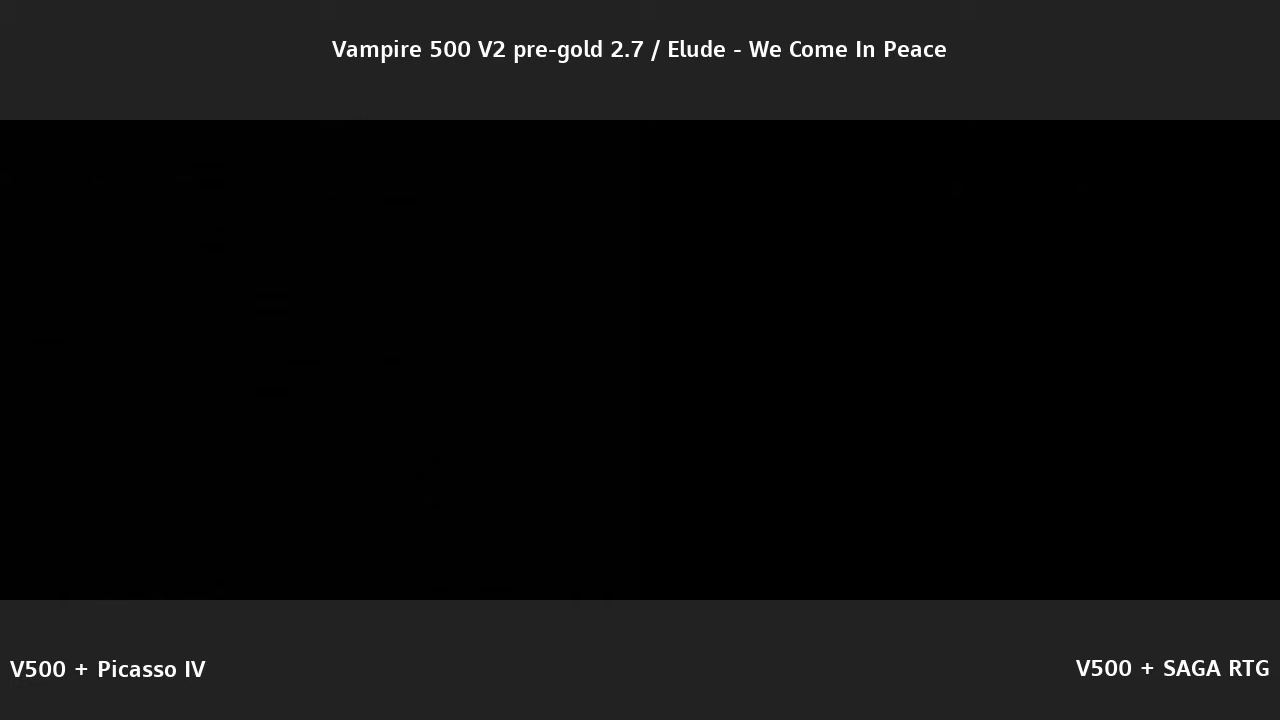 Vampire 500 V2 pre-gold 2.7 / Elude - We Come In Peace
V500 + Picasso IV
V500 + SAGA RTG